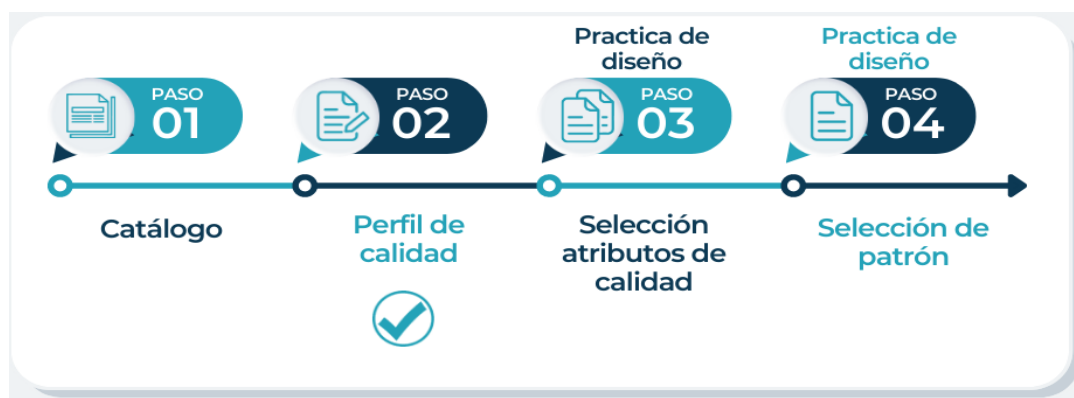 Practica de
diseño
Practica de
diseño
PASO
01
PASO
02
PASO
03
PASO
04
Catálogo
Perfil de
calidad
Selección
atributos de
calidad
Selección de
patrón